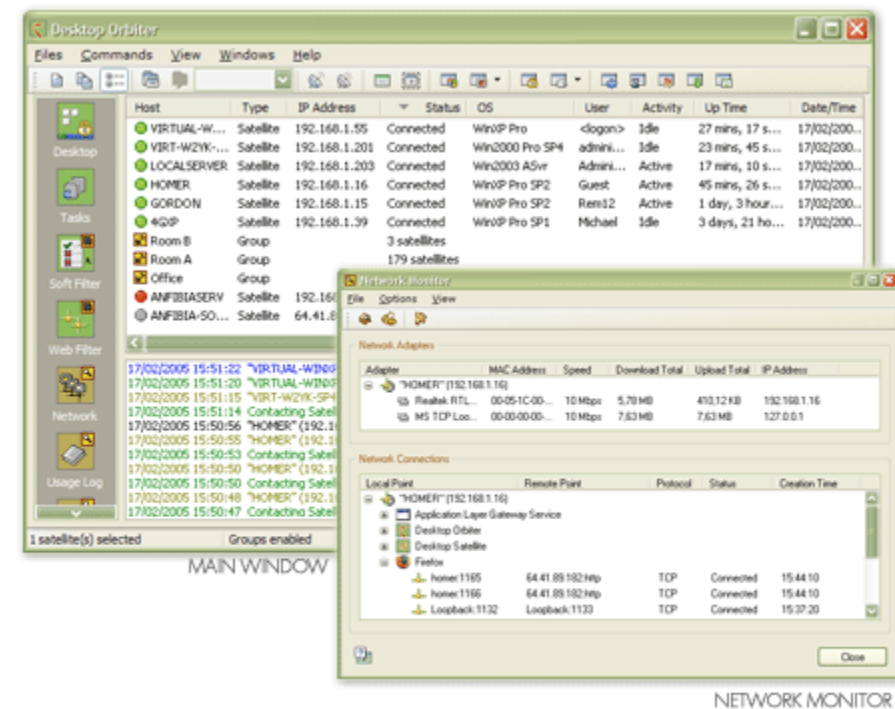 Desktop Orbiter
Files Commands View Windows Help
Host Type IP Address Status OS User Activity Up Time Date/Time
VIRTUAL-W... Satellite 192.168.1.55 Connected WinXP Pro <logon> Idle 27 mins, 17 s... 17/02/200...
VIRT-W2YK-... Satellite 192.168.1.201 Connected Win2000 Pro SP4 admini... Idle 23 mins, 45 s... 17/02/200...
LOCALSERVER Satellite 192.168.1.203 Connected Win2003 ASvr Admini... Active 17 mins, 10 s... 17/02/200...
HOMER Satellite 192.168.1.16 Connected WinXP Pro SP2 Guest Active 45 mins, 26 s... 17/02/200...
GORDON Satellite 192.168.1.15 Connected WinXP Pro SP2 Rem12 Active 1 day, 3 hour... 17/02/200...
4GXP Satellite 192.168.1.39 Connected WinXP Pro SP1 Michael Idle 3 days, 21 ho... 17/02/200...
Room B Group 3 satellites
Room A Group 179 satellites
Office Group
ANFIBIASERV Satellite 192.16
ANFIBIA-SO... Satellite 64.41.8
Desktop
Tasks
Soft Filter
Web Filter
Network
Usage Log
17/02/2005 15:51:22 "VIRTUAL-WINXP
17/02/2005 15:51:20 "VIRTUAL-WINXP
17/02/2005 15:51:15 "VIRT-W2YK-SP4
17/02/2005 15:51:14 Contacting Satel
17/02/2005 15:50:56 "HOMER" (192.1
17/02/2005 15:50:55 "HOMER" (192.1
17/02/2005 15:50:53 Contacting Satel
17/02/2005 15:50:50 "HOMER" (192.1
17/02/2005 15:50:50 Contacting Satel
17/02/2005 15:50:48 "HOMER" (192.1
17/02/2005 15:50:47 Contacting Satel
1 satellite(s) selected Groups enabled
MAIN WINDOW
Network Monitor
File Options View
Network Adapters
Adapter MAC Address Speed Download Total Upload Total IP Address
"HOMER" (192.168.1.16)
Realtek RTL... 00-05-1C-00-... 10 Mbps 5,78 MB 410,12 KB 192.168.1.16
MS TCP Loo... 00-00-00-00-... 10 Mbps 7,63 MB 7,63 MB 127.0.0.1
Network Connections
Local Point Remote Point Protocol Status Creation Time
"HOMER" (192.168.1.16)
Application Layer Gateway Service
Desktop Orbiter
Desktop Satellite
Firefox
homer:1165 64.41.89.182:http TCP Connected 15:44:10
homer:1166 64.41.89.182:http TCP Connected 15:44:10
Loopback:1132 Loopback:1133 TCP Connected 15:37:20
Close
NETWORK MONITOR